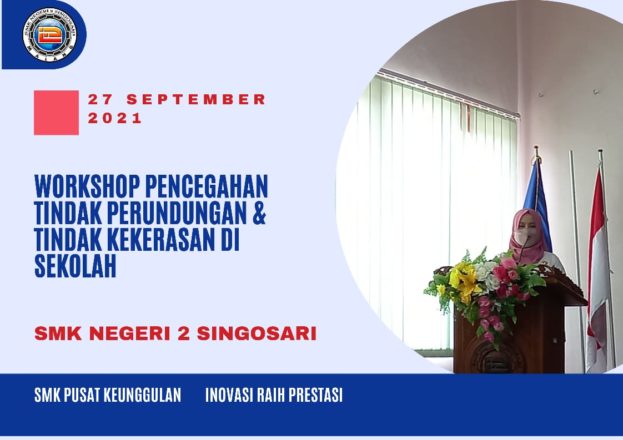 27 SEPTEMBER
2021
WORKSHOP PENCEGAHAN
TINDAK PERUNDUNGAN &
TINDAK KEKERASAN DI
SEKOLAH
SMK NEGERI 2 SINGOSARI
SMK PUSAT KEUNGGULAN INOVASI RAIH PRESTASI